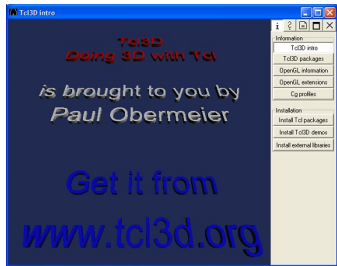 Tcl3D intro
Tcl3D
Doing 3D with Tcl
is brought to you by
Paul Obermeier
Get it from
www.tcl3d.org
Information
Tcl3D intro
Tcl3D packages
OpenGL information
OpenGL extensions
Cg profiles
Installation
Install Tcl packages
Install Tcl3D demos
Install external libraries